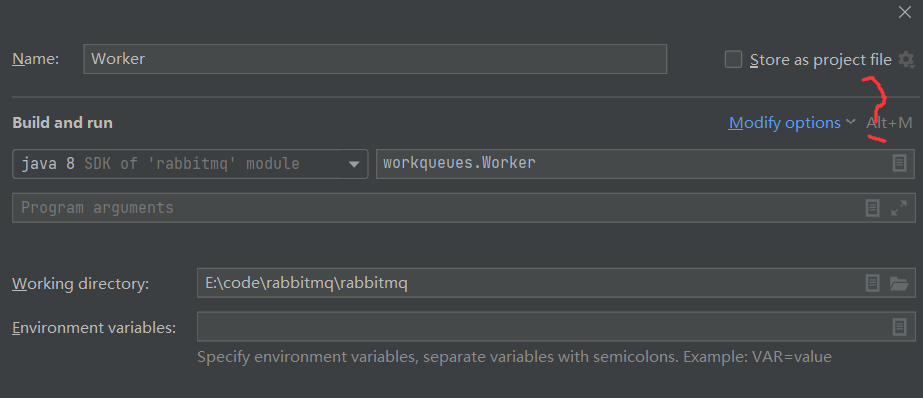 Name: Worker Store as project file
Build and run Modify options Alt+M
java 8 SDK of 'rabbitmq' module workqueues.Worker
Program arguments
Working directory: E:\code\rabbitmq\rabbitmq
Environment variables:
Specify environment variables, separate variables with semicolons. Example: VAR=value